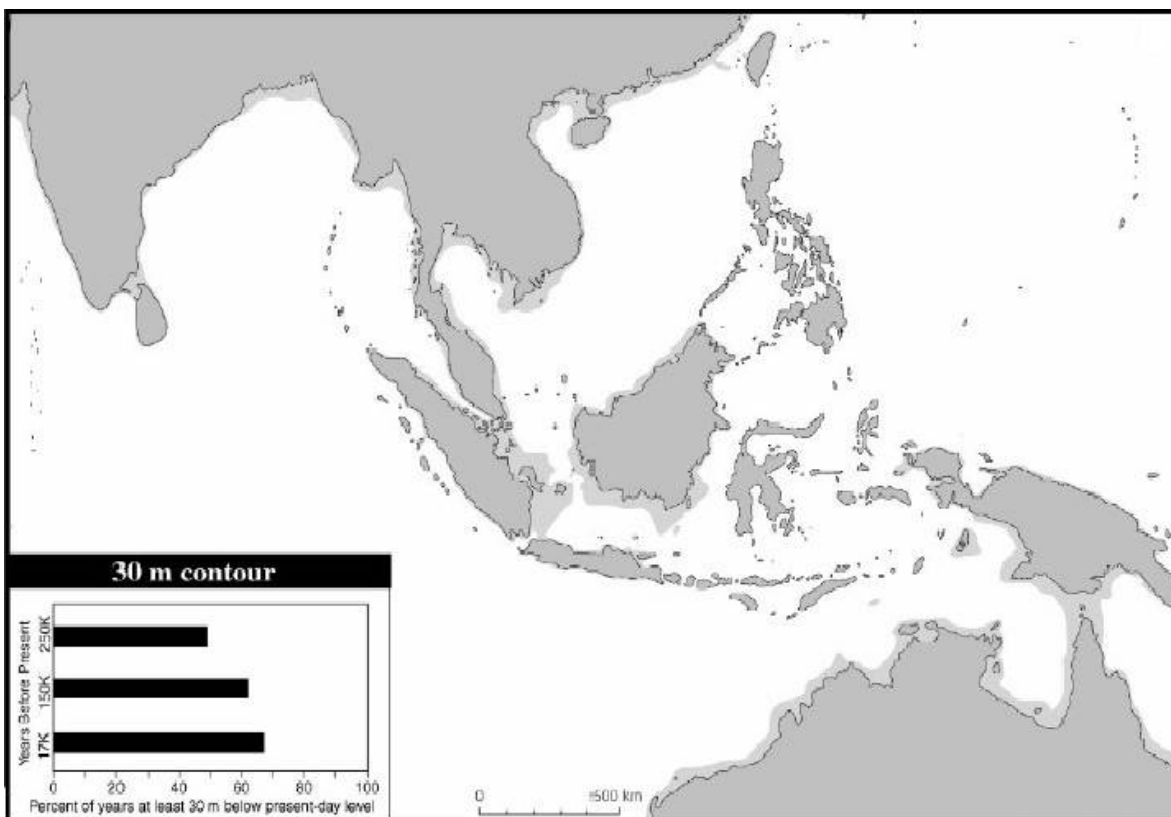 30 m contour
Years Before Present
250K
150K
17K
0 20 40 60 80 100
Percent of years at least 30 m below present-day level
0 500 km